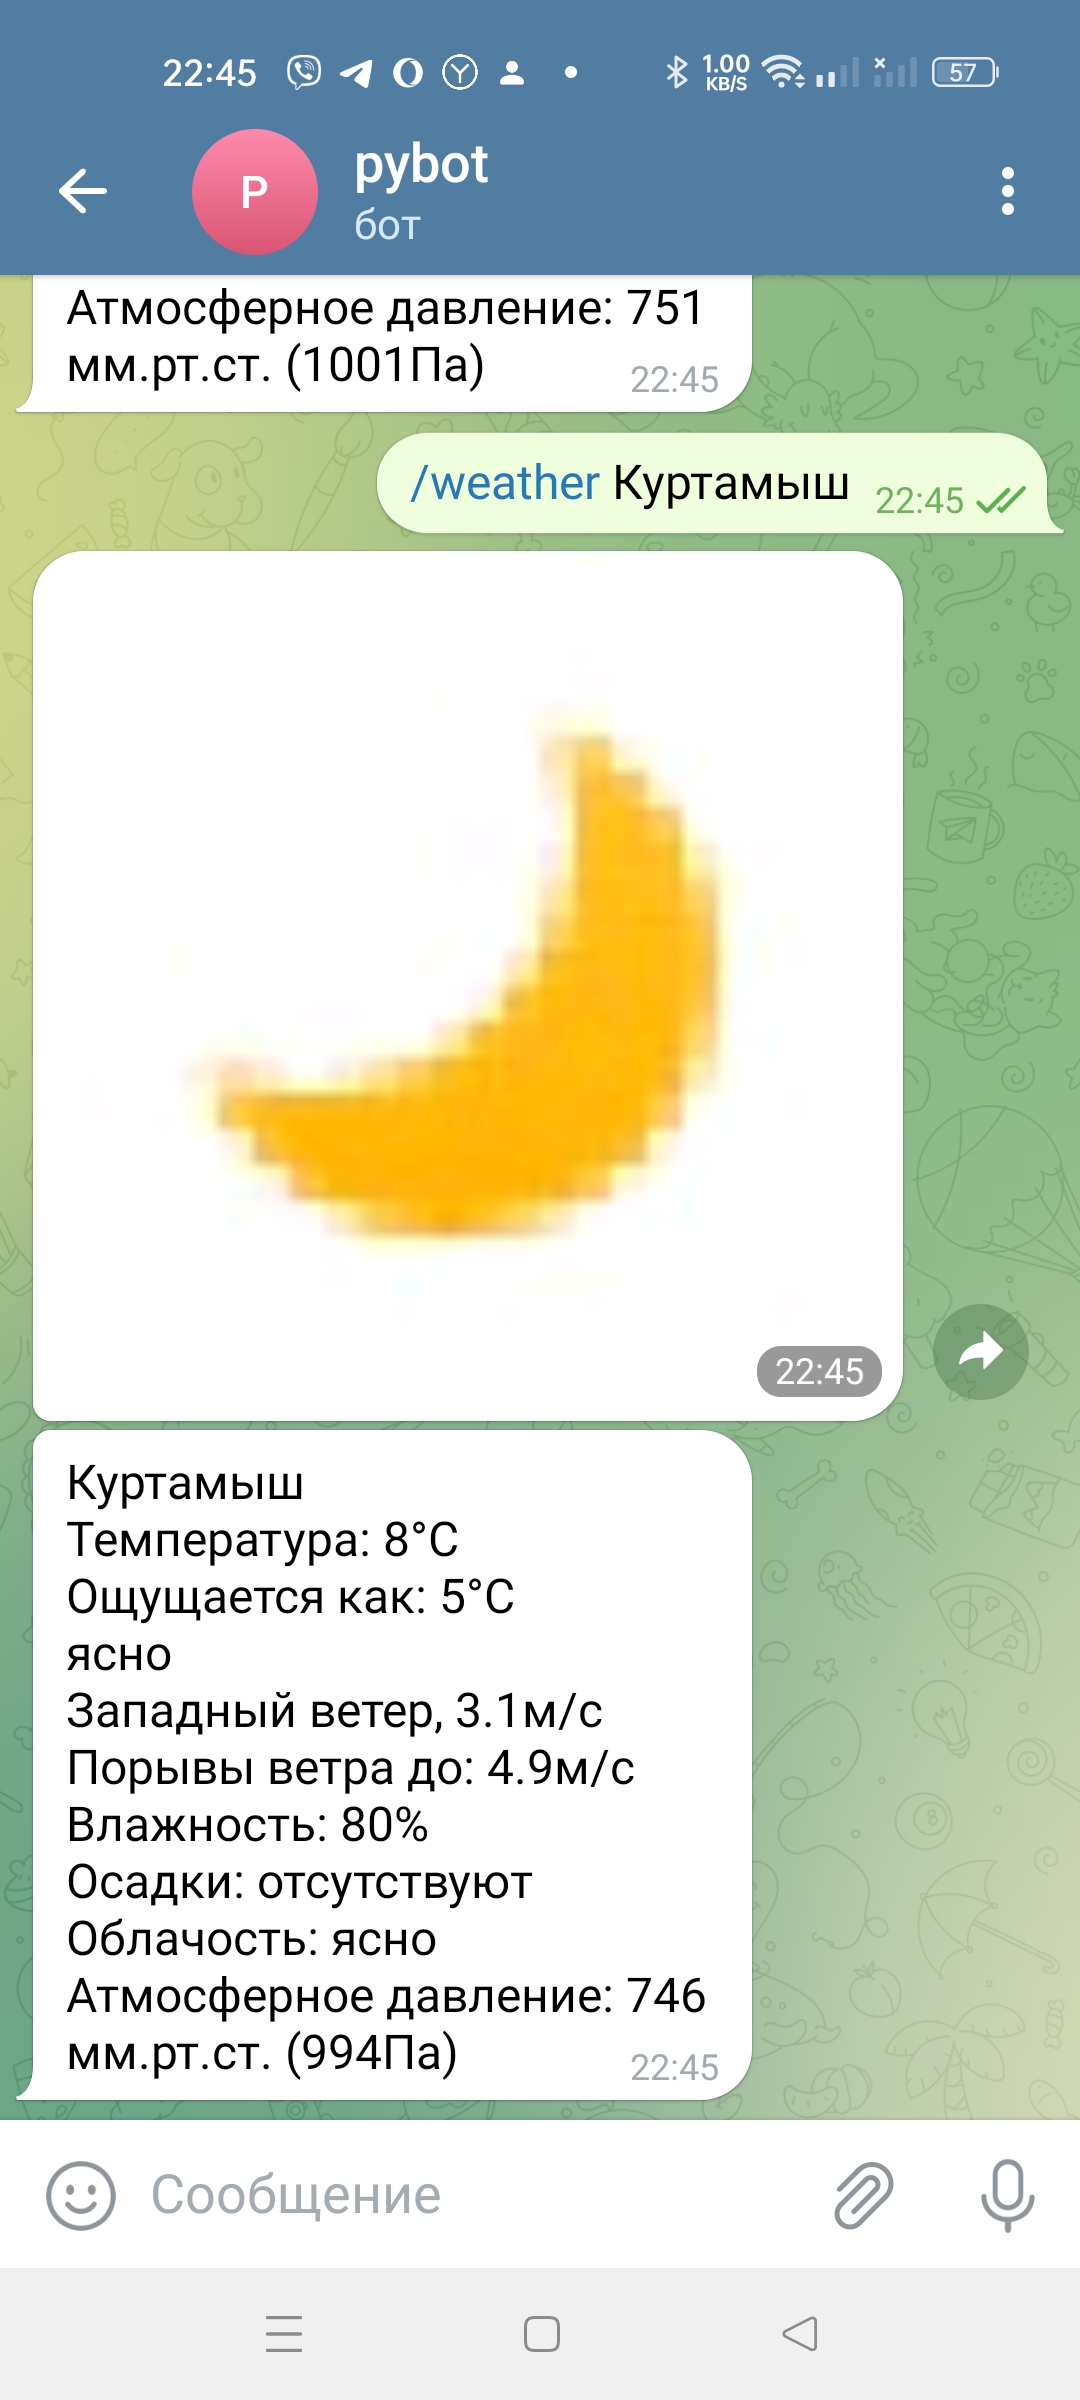 22:45
1.00
KB/S
57
P
pybot
бот
Атмосферное давление: 751
мм.рт.ст. (1001Па)
22:45
/weather Куртамыш
22:45
22:45
Куртамыш
Температура: 8°C
Ощущается как: 5°C
ясно
Западный ветер, 3.1м/с
Порывы ветра до: 4.9м/с
Влажность: 80%
Осадки: отсутствуют
Облачость: ясно
Атмосферное давление: 746
мм.рт.ст. (994Па)
22:45
Сообщение